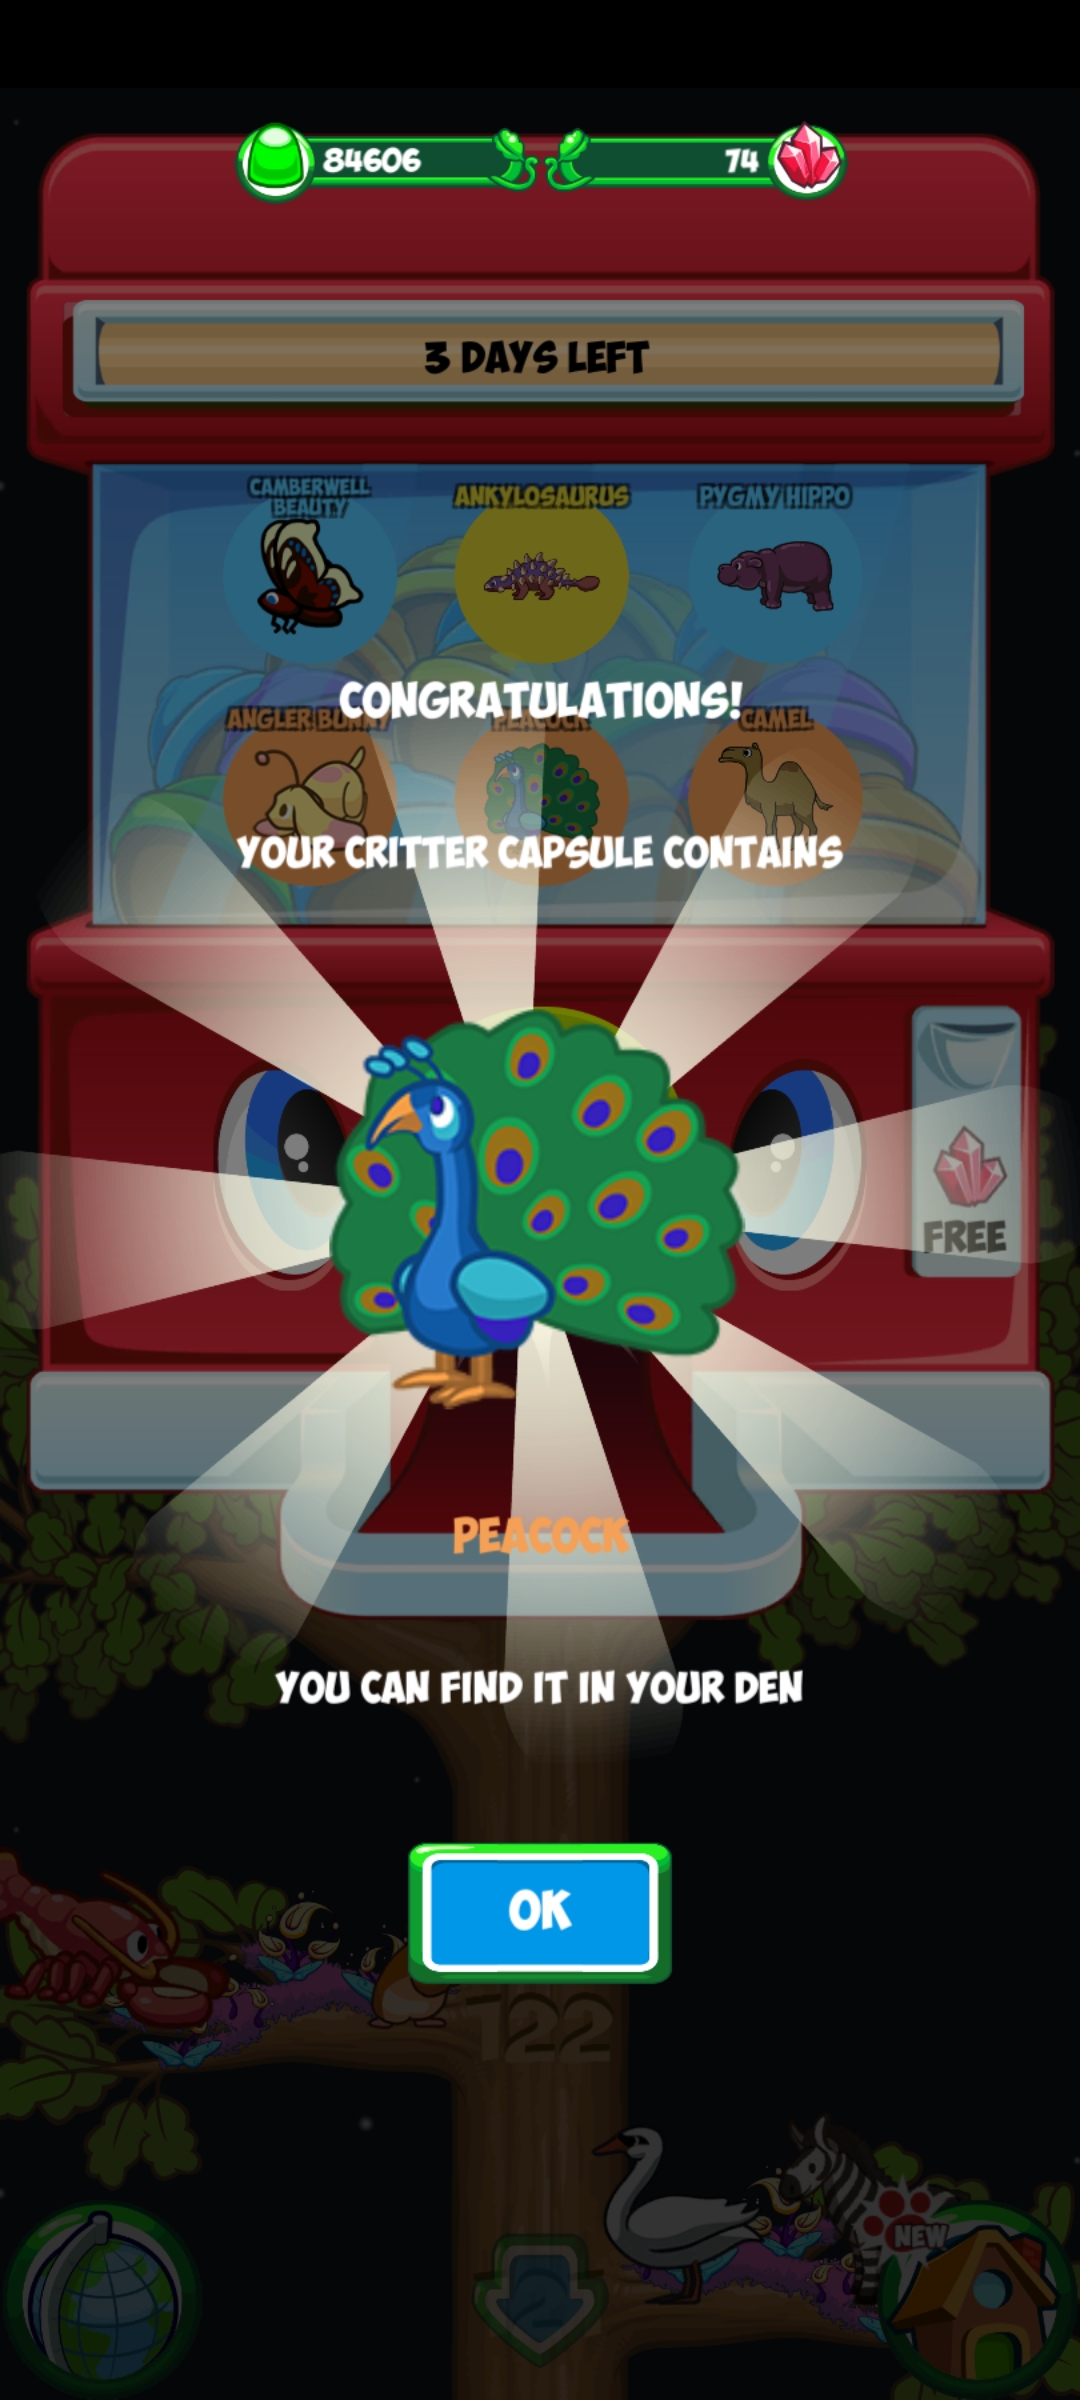 84606
74
3 DAYS LEFT
CAMBERWELL
BEAUTY
ANKYLOSAURUS
PYGMY HIPPO
CONGRATULATIONS!
ANGLER BUNNY
PEACOCK
CAMEL
YOUR CRITTER CAPSULE CONTAINS
FREE
PEACOCK
YOU CAN FIND IT IN YOUR DEN
OK
122
NEW